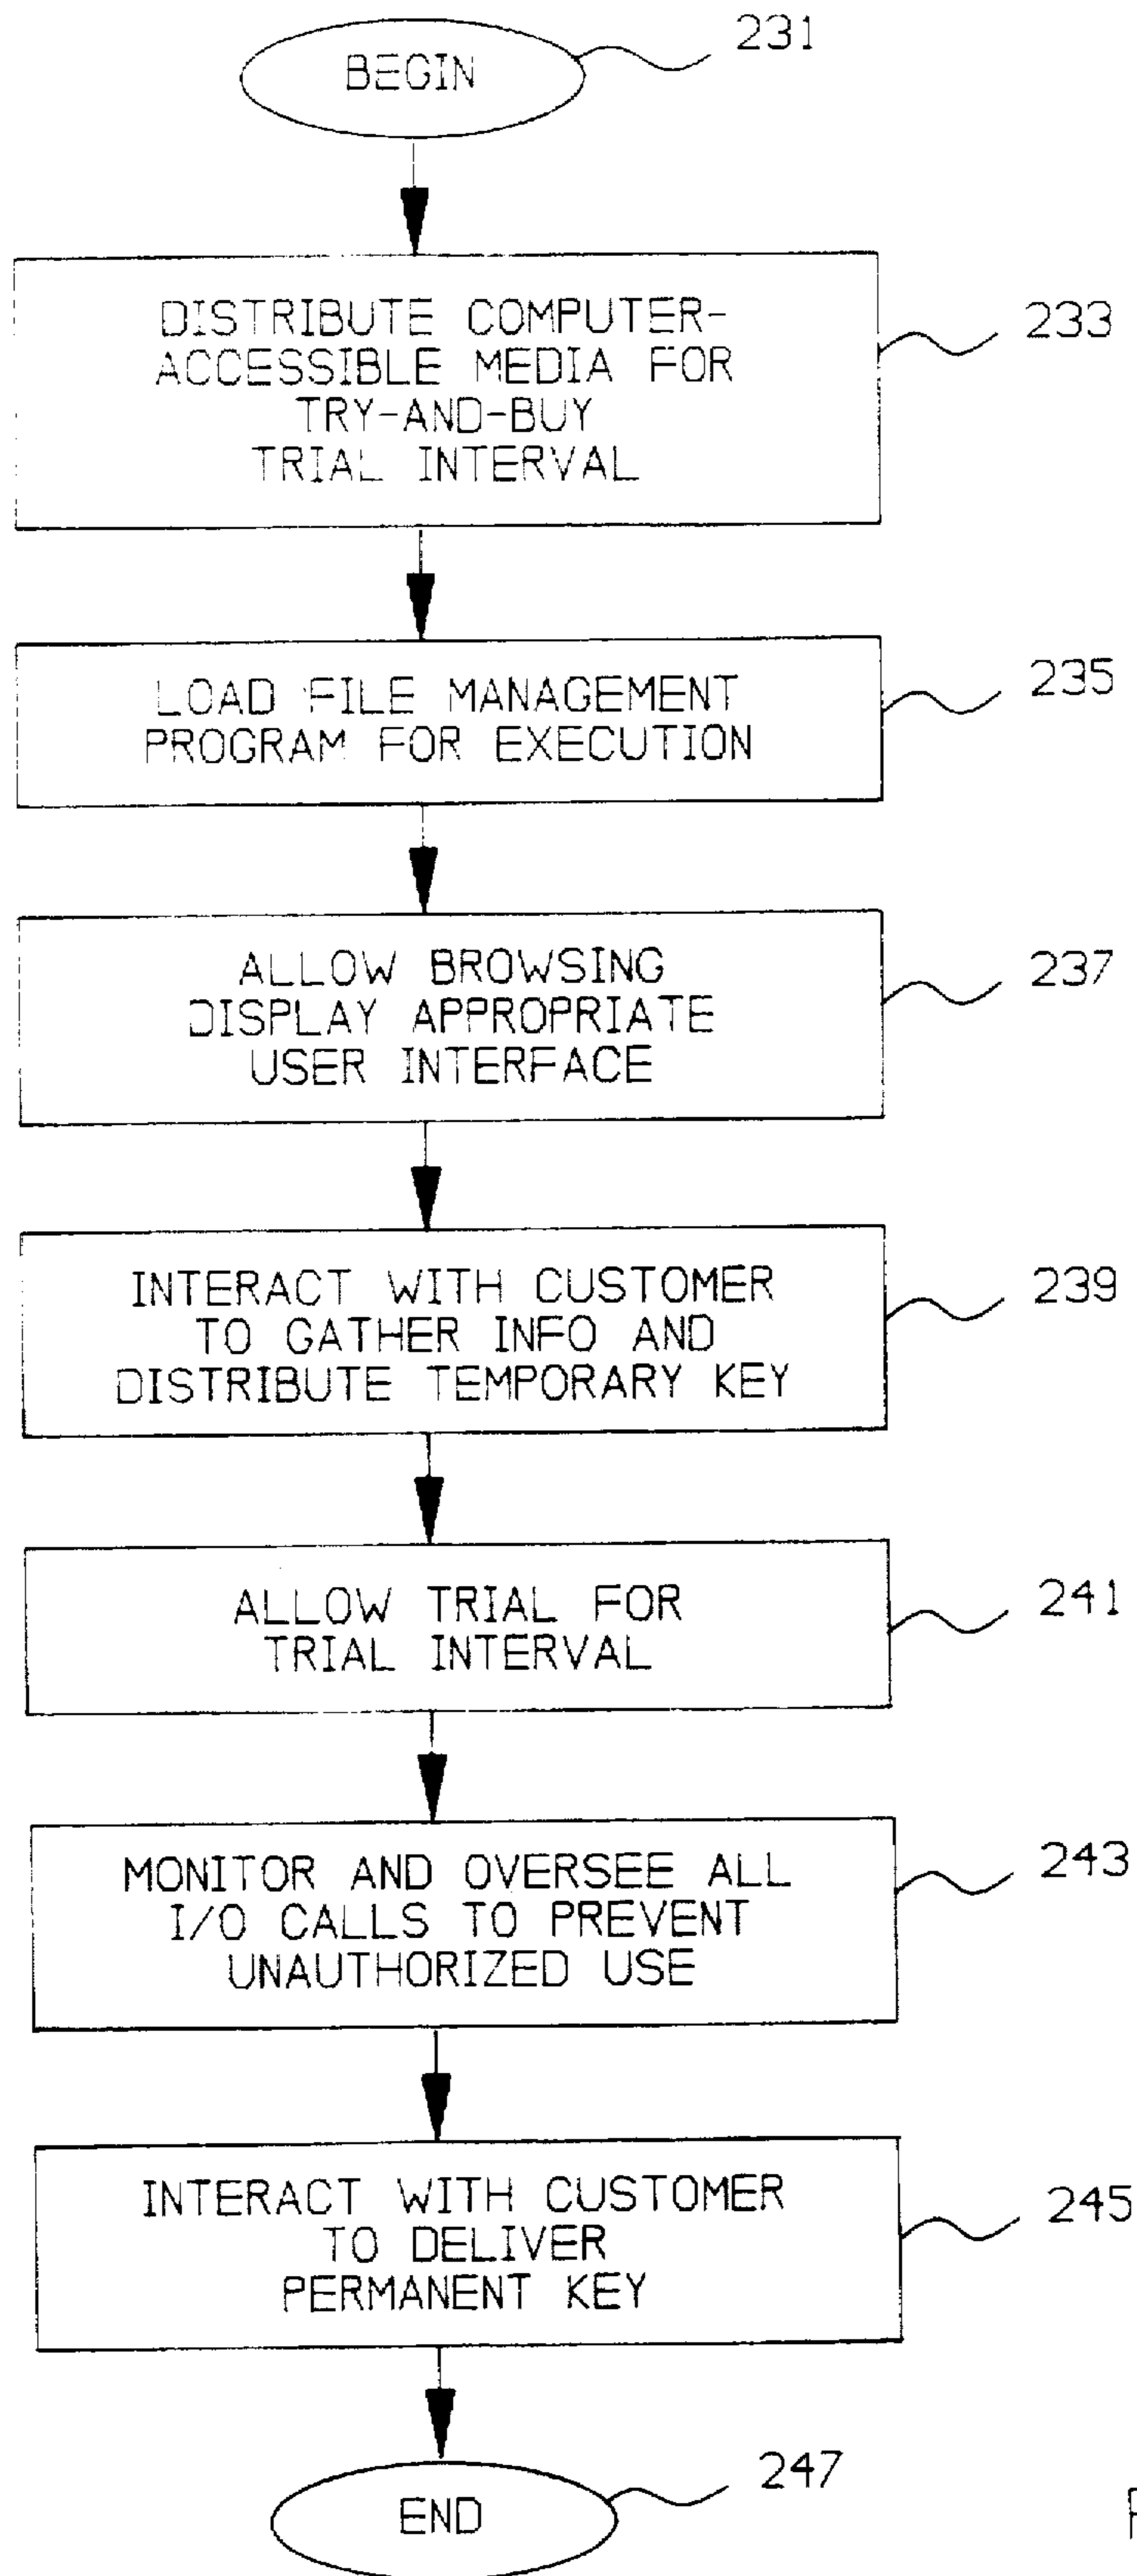 BEGIN
231
DISTRIBUTE COMPUTER-
ACCESSIBLE MEDIA FOR
TRY-AND-BUY
TRIAL INTERVAL
233
LOAD FILE MANAGEMENT
PROGRAM FOR EXECUTION
235
ALLOW BROWSING
DISPLAY APPROPRIATE
USER INTERFACE
237
INTERACT WITH CUSTOMER
TO GATHER INFO AND
DISTRIBUTE TEMPORARY KEY
239
ALLOW TRIAL FOR
TRIAL INTERVAL
241
MONITOR AND OVERSEE ALL
I/O CALLS TO PREVENT
UNAUTHORIZED USE
243
INTERACT WITH CUSTOMER
TO DELIVER
PERMANENT KEY
245
END
247